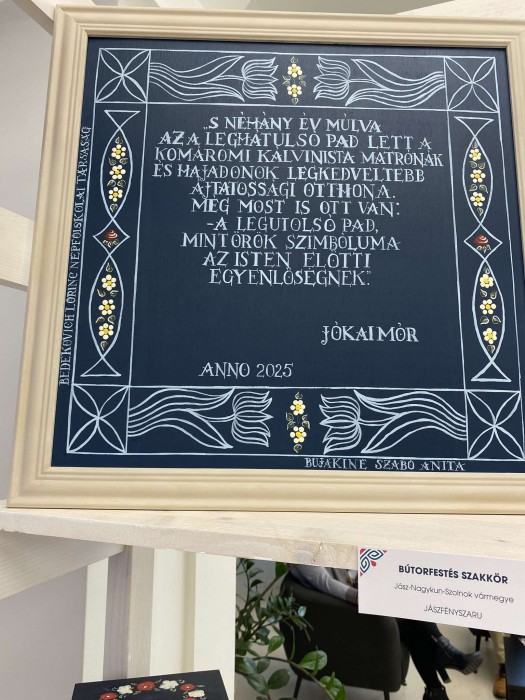 „S NÉHÁNY ÉV MÚLVA
AZ A LEGHÁTULSÓ PAD LETT A
KOMÁROMI KÁLVINISTA MATRÓNÁK
ÉS HAJADONOK LEGKEDVELTEBB
ÁJTATOSSÁGI OTTHONA.
MÉG MOST IS OTT VAN:
-A LEGUTOLSÓ PAD,
MINT ÖRÖK SZIMBÓLUMA
AZ ISTEN ELŐTTI
EGYENLŐSÉGNEK."
JÓKAI MÓR
ANNO 2025
BUJÁKINÉ SZABÓ ANITA
BEDEKOVICH LŐRINC NÉPFŐISKOLAI TÁRSASÁG
BÚTORFESTÉS SZAKKÖR
Jász-Nagykun-Szolnok vármegye
JÁSZFÉNYSZARU